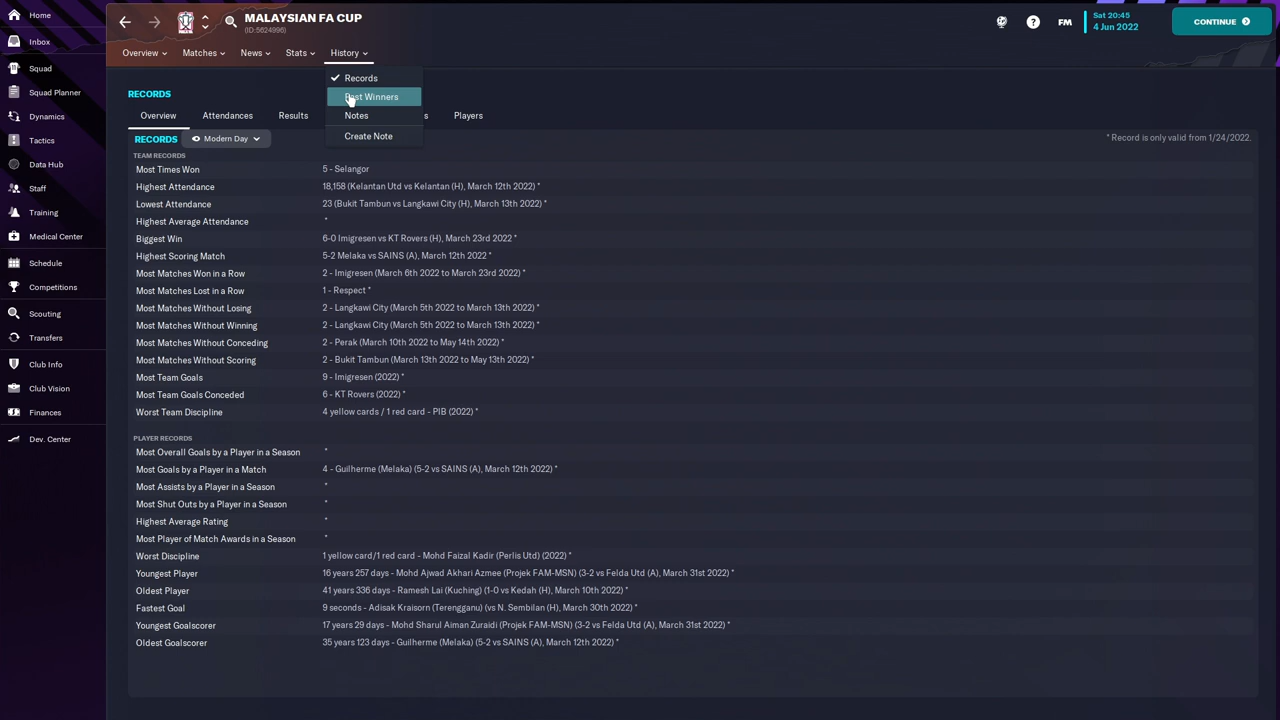 Home
Inbox
Squad
Squad Planner
Dynamics
Tactics
Data Hub
Staff
Training
Medical Center
Schedule
Competitions
Scouting
Transfers
Club Info
Club Vision
Finances
Dev. Center
MALAYSIAN FA CUP
(ID:5624996)
FM
Sat 20:45
4 Jun 2022
CONTINUE
Overview Matches News Stats History
Records
Past Winners
Notes
Create Note
RECORDS
Overview Attendances Results Players
RECORDS Modern Day
* Record is only valid from 1/24/2022.
TEAM RECORDS
Most Times Won 5 - Selangor
Highest Attendance 18,158 (Kelantan Utd vs Kelantan (H), March 12th 2022) *
Lowest Attendance 23 (Bukit Tambun vs Langkawi City (H), March 13th 2022) *
Highest Average Attendance *
Biggest Win 6-0 Imigresen vs KT Rovers (H), March 23rd 2022 *
Highest Scoring Match 5-2 Melaka vs SAINS (A), March 12th 2022 *
Most Matches Won in a Row 2 - Imigresen (March 6th 2022 to March 23rd 2022) *
Most Matches Lost in a Row 1 - Respect *
Most Matches Without Losing 2 - Langkawi City (March 5th 2022 to March 13th 2022) *
Most Matches Without Winning 2 - Langkawi City (March 5th 2022 to March 13th 2022) *
Most Matches Without Conceding 2 - Perak (March 10th 2022 to May 14th 2022) *
Most Matches Without Scoring 2 - Bukit Tambun (March 13th 2022 to May 13th 2022) *
Most Team Goals 9 - Imigresen (2022) *
Most Team Goals Conceded 6 - KT Rovers (2022) *
Worst Team Discipline 4 yellow cards / 1 red card - PIB (2022) *
PLAYER RECORDS
Most Overall Goals by a Player in a Season *
Most Goals by a Player in a Match 4 - Guilherme (Melaka) (5-2 vs SAINS (A), March 12th 2022) *
Most Assists by a Player in a Season *
Most Shut Outs by a Player in a Season *
Highest Average Rating *
Most Player of Match Awards in a Season *
Worst Discipline 1 yellow card/1 red card - Mohd Faizal Kadir (Perlis Utd) (2022) *
Youngest Player 16 years 257 days - Mohd Ajwad Akhari Azmee (Projek FAM-MSN) (3-2 vs Felda Utd (A), March 31st 2022) *
Oldest Player 41 years 336 days - Ramesh Lai (Kuching) (1-0 vs Kedah (H), March 10th 2022) *
Fastest Goal 9 seconds - Adisak Kraisorn (Terengganu) (vs N. Sembilan (H), March 30th 2022) *
Youngest Goalscorer 17 years 29 days - Mohd Sharul Aiman Zuraidi (Projek FAM-MSN) (3-2 vs Felda Utd (A), March 31st 2022) *
Oldest Goalscorer 35 years 123 days - Guilherme (Melaka) (5-2 vs SAINS (A), March 12th 2022) *